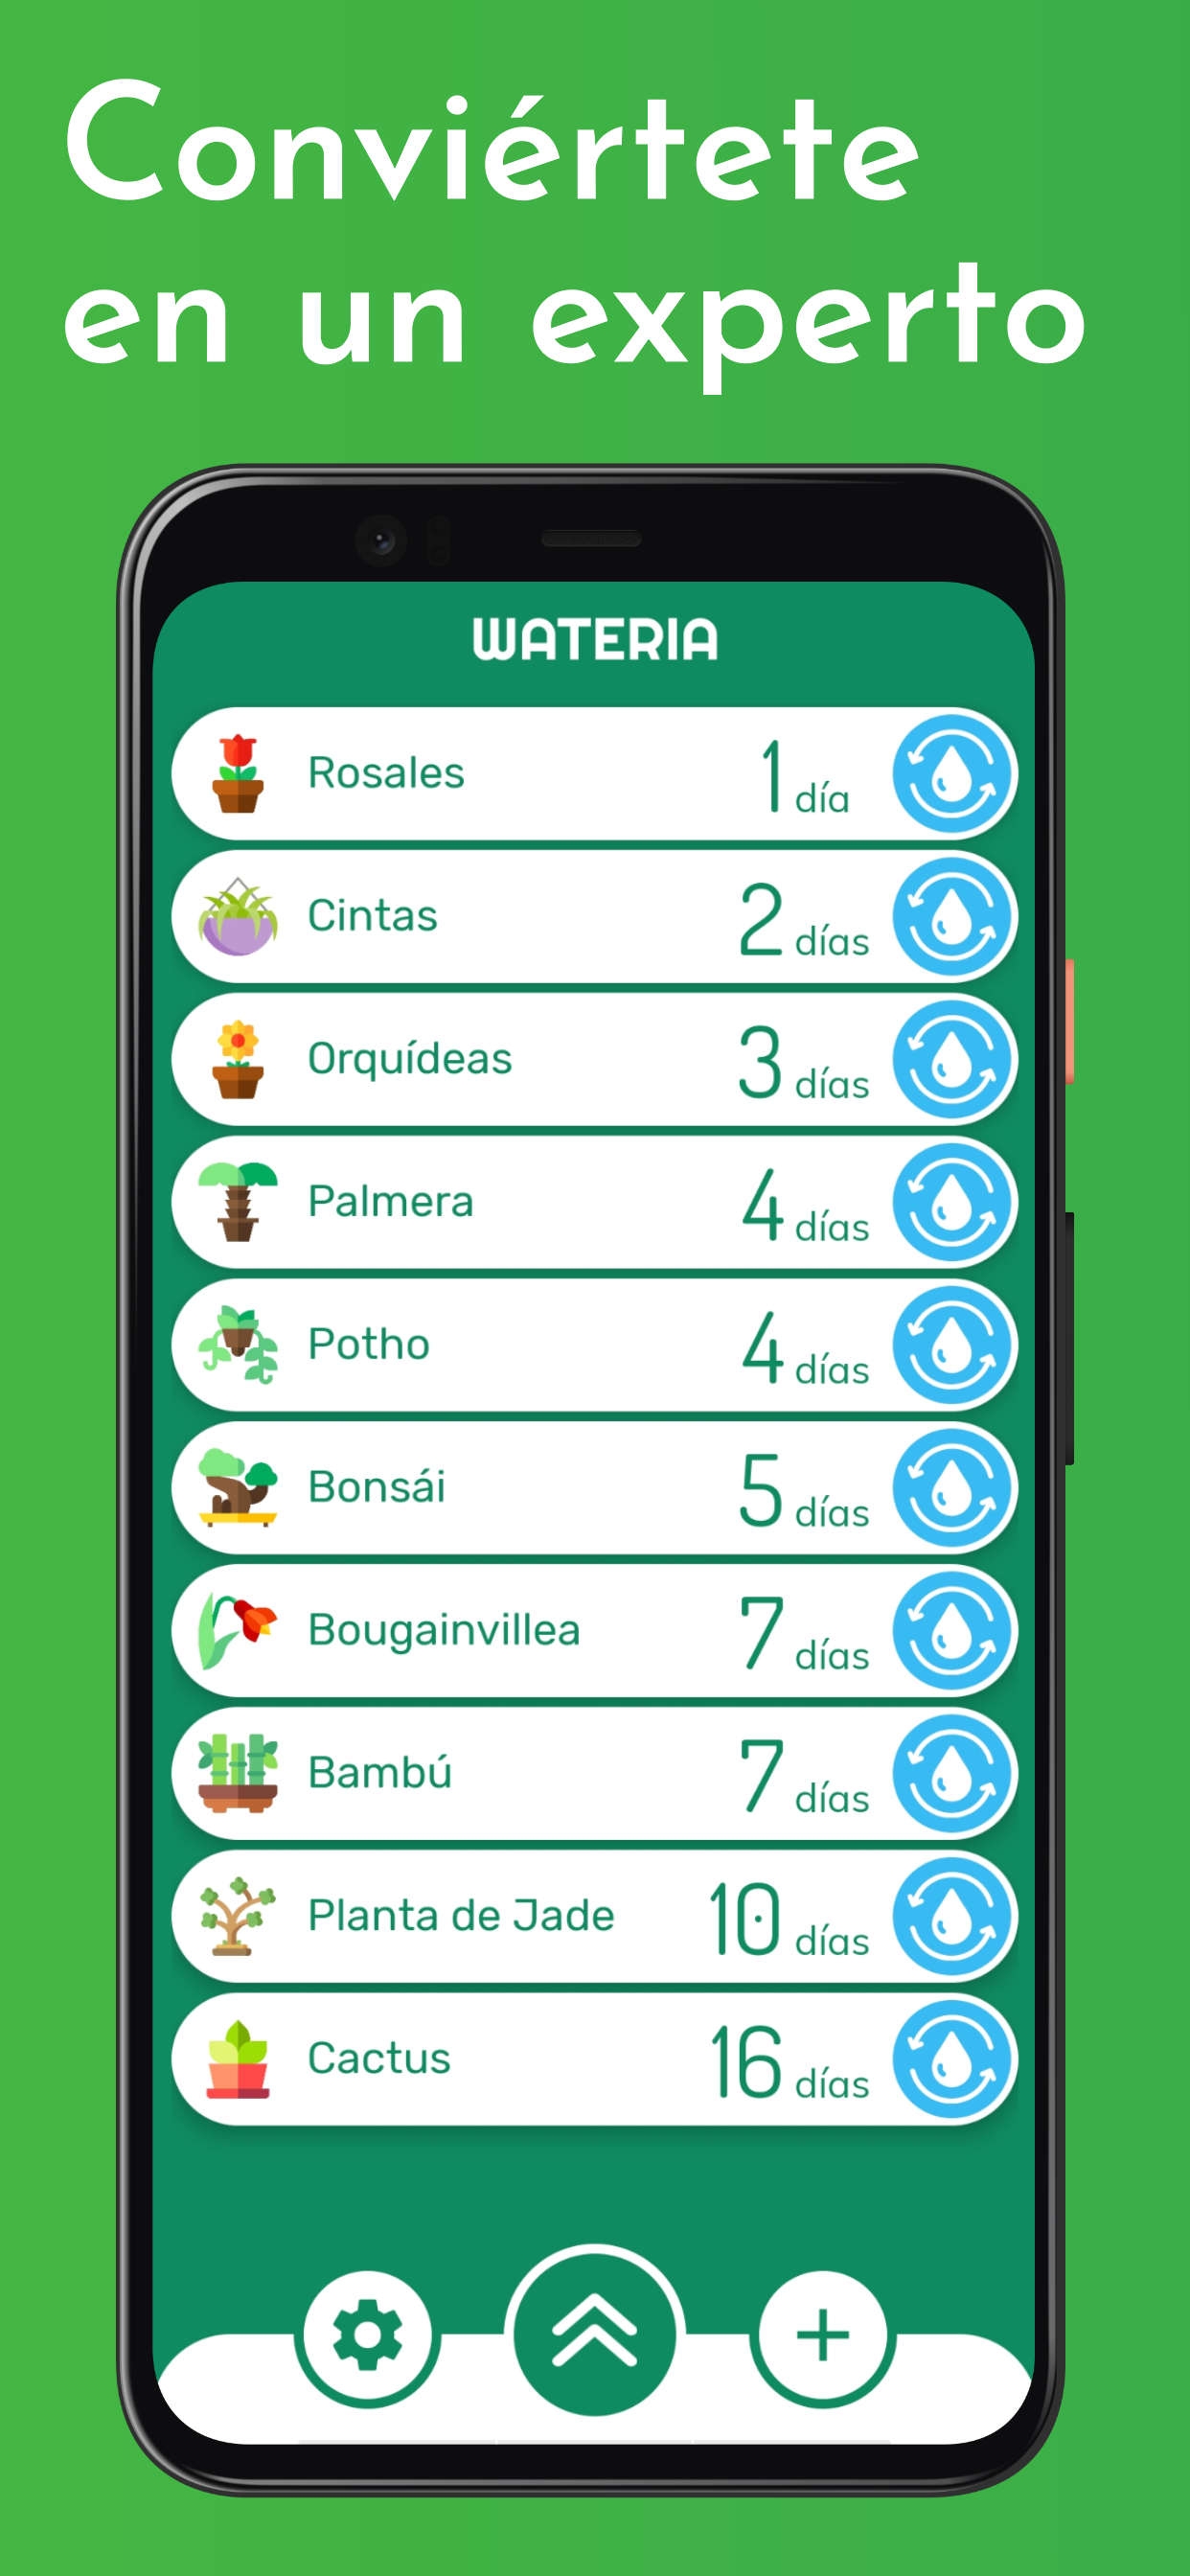 Conviértete
en un experto
WATERIA
Rosales 1 día
Cintas 2 días
Orquídeas 3 días
Palmera 4 días
Potho 4 días
Bonsái 5 días
Bougainvillea 7 días
Bambú 7 días
Planta de Jade 10 días
Cactus 16 días